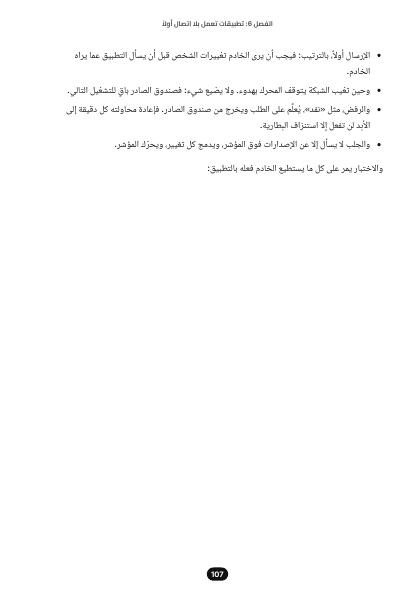 الفصل 6: تطبيقات تعمل بلا اتصال أولاً
• الإرسال أولاً، بالترتيب: فيجب أن يرى الخادم تغييرات الشخص قبل أن يسأل التطبيق عما يراه
الخادم.
• وحين تغيب الشبكة يتوقف المحرك بهدوء، ولا يضيع شيء: فصندوق الصادر باقٍ للتشغيل التالي.
• والرفض، مثل «نفد»، يُعلَّم على الطلب ويخرج من صندوق الصادر. فإعادة محاولته كل دقيقة إلى
الأبد لن تفعل إلا استنزاف البطارية.
• والجلب لا يسأل إلا عن الإصدارات فوق المؤشر، ويدمج كل تغيير، ويحرّك المؤشر.
والاختبار يمر على كل ما يستطيع الخادم فعله بالتطبيق:
107